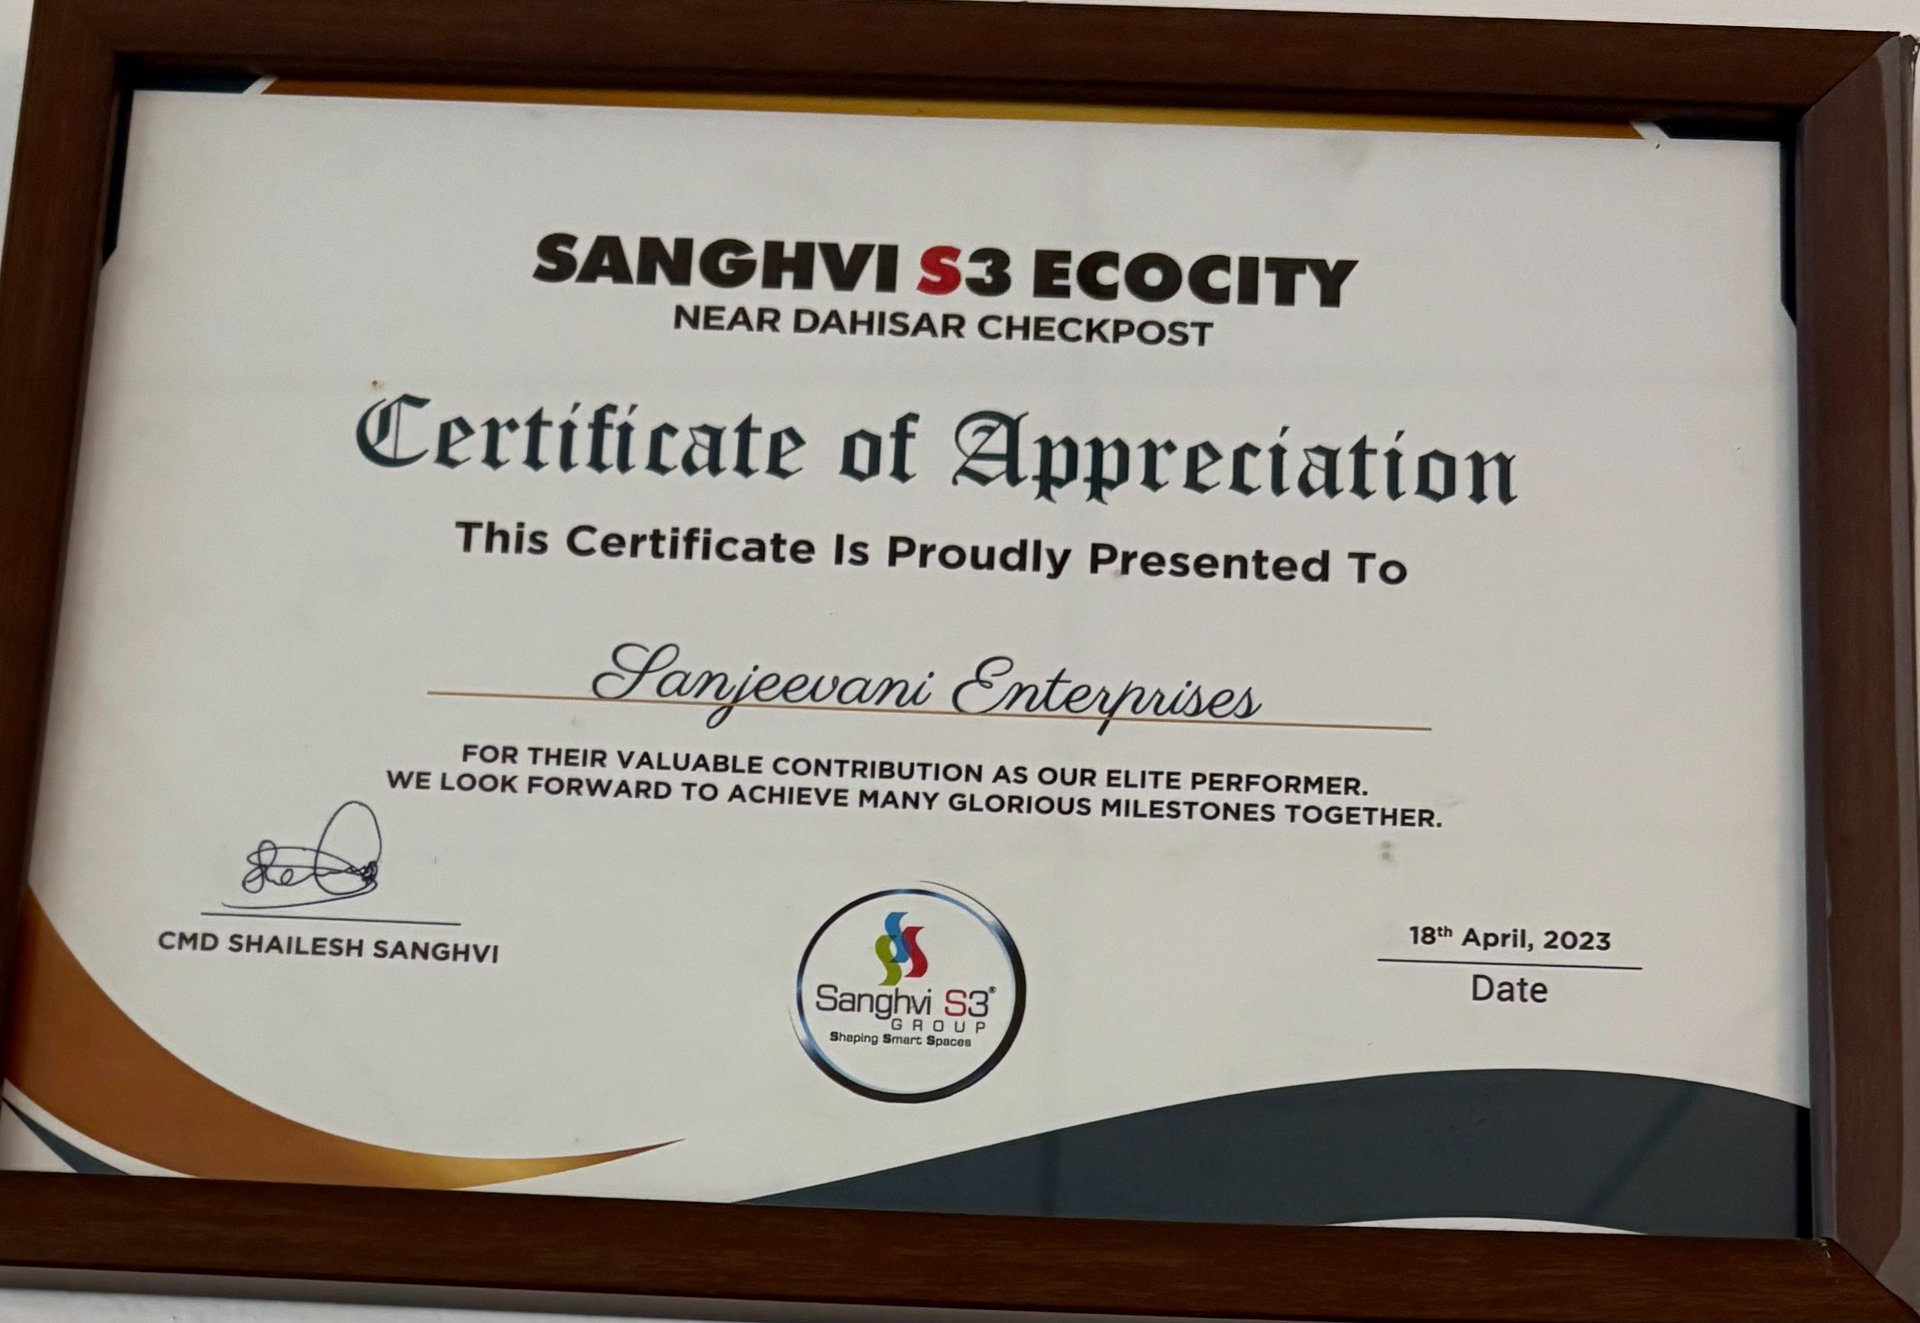 SANGHVI S3 ECOCITY
NEAR DAHISAR CHECKPOST
Certificate of Appreciation
This Certificate Is Proudly Presented To
Sanjeevani Enterprises
FOR THEIR VALUABLE CONTRIBUTION AS OUR ELITE PERFORMER.
WE LOOK FORWARD TO ACHIEVE MANY GLORIOUS MILESTONES TOGETHER.
CMD SHAILESH SANGHVI
Sanghvi S3®
GROUP
Shaping Smart Spaces
18th April, 2023
Date